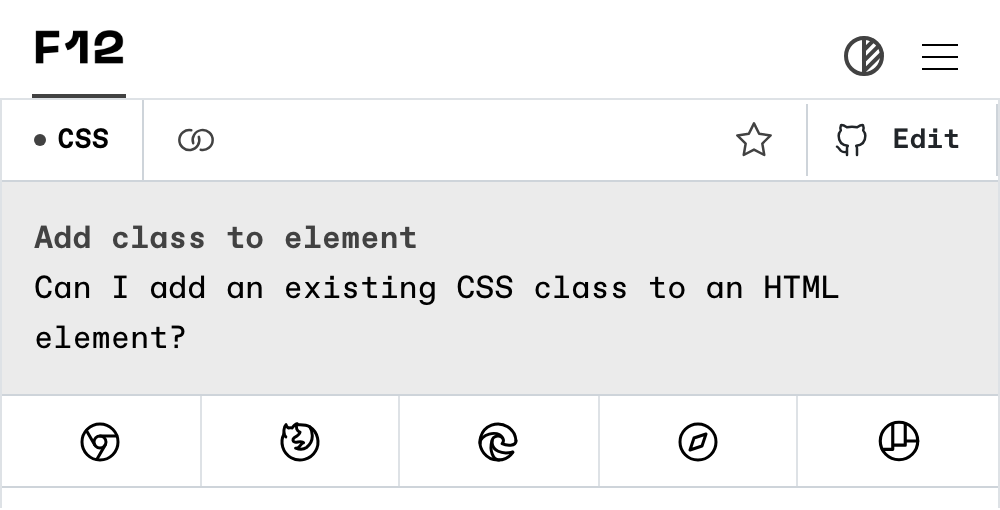 F12
CSS
Edit
Add class to element
Can I add an existing CSS class to an HTML
element?